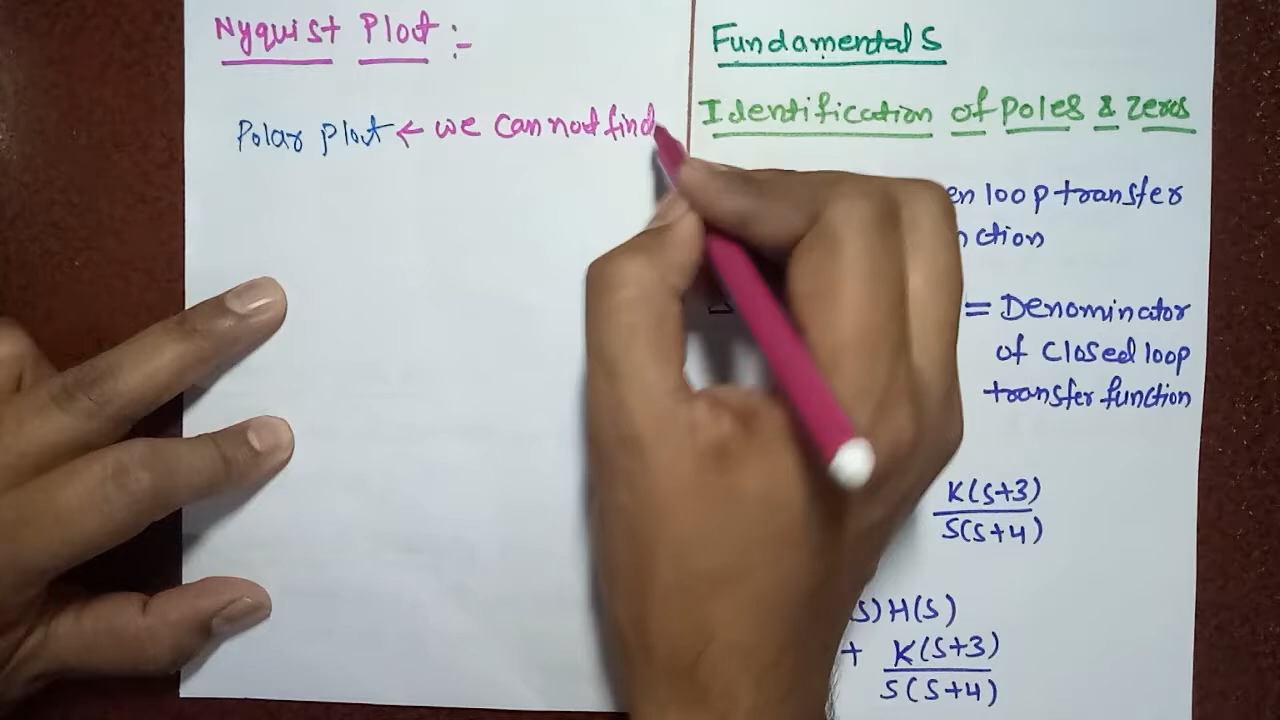 Nyquist Plot :-
Polar Plot ← we can not find
Fundamentals
Identification of Poles & Zeros
en loop transfer
ction
= Denominator
of Closed loop
transfer function
K(s+3)
S(s+4)
s) H(s)
+ K(s+3)
S(s+4)